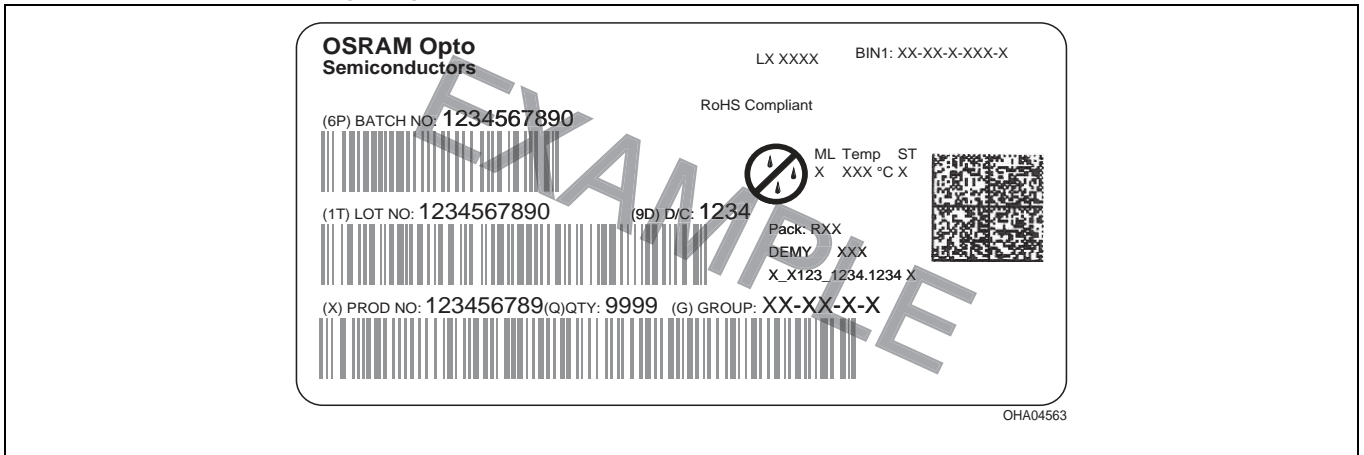 OSRAM Opto
Semiconductors
LX XXXX
BIN1: XX-XX-X-XXX-X
RoHS Compliant
(6P) BATCH NO: 1234567890
ML Temp ST
X XXX °C X
(1T) LOT NO: 1234567890 (9D) D/C: 1234
Pack: RXX
DEMY XXX
X_X123_1234.1234 X
(X) PROD NO: 123456789(Q)QTY: 9999 (G) GROUP: XX-XX-X-X
EXAMPLE
OHA04563